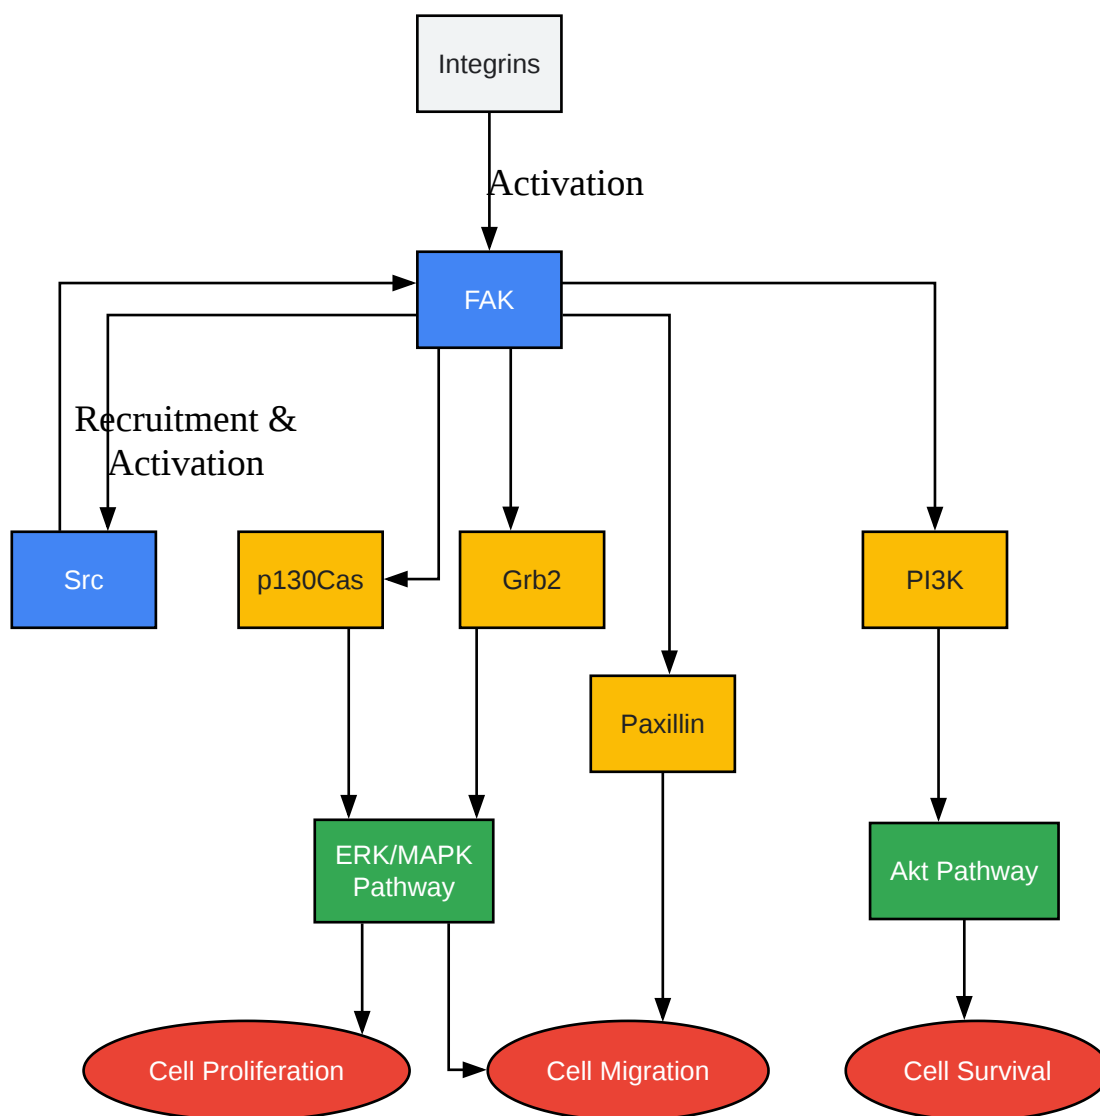 Integrins
Activation
FAK
Recruitment &
Activation
Src
p130Cas
Grb2
PI3K
Paxillin
ERK/MAPK
Pathway
Akt Pathway
Cell Proliferation
Cell Migration
Cell Survival